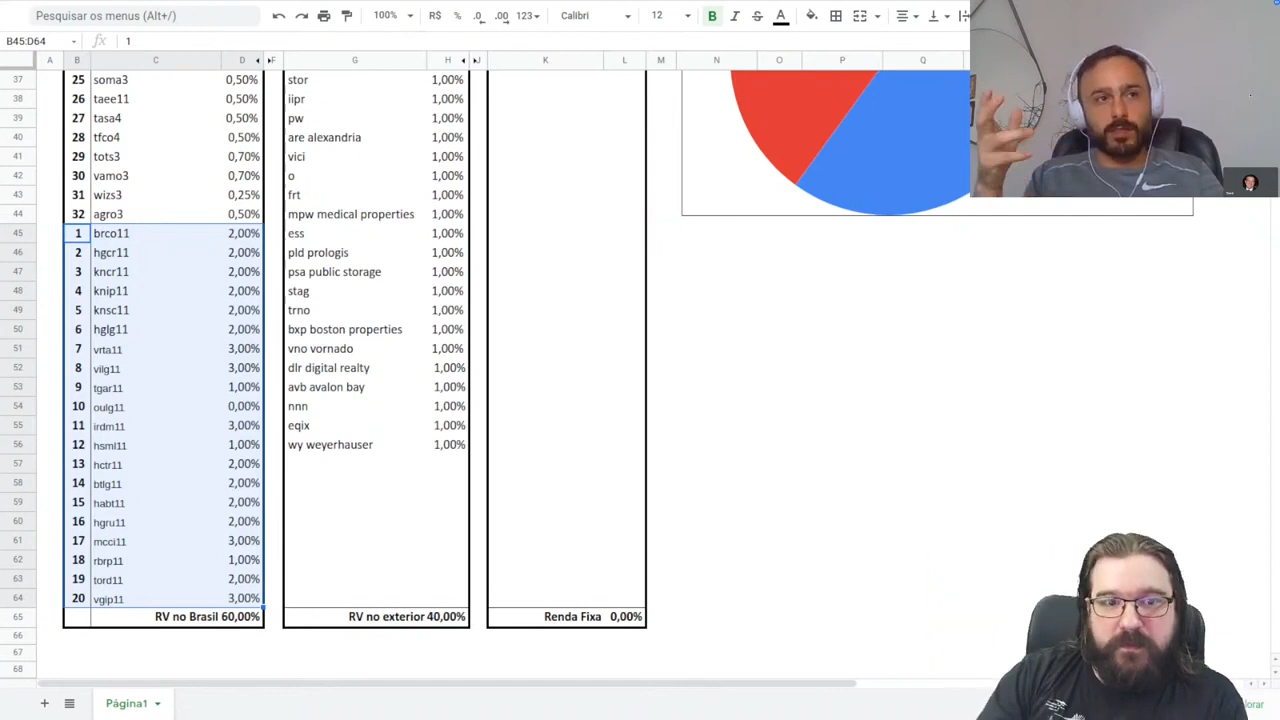 Pesquisar os menus (Alt+/)
100%
R$ % .0 .00 123
Calibri
12
B I S A
B45:D64
fx 1
A B C D F G H J K L M N O P Q
37 25 soma3 0,50% stor 1,00%
38 26 taee11 0,50% iipr 1,00%
39 27 tasa4 0,50% pw 1,00%
40 28 tfco4 0,50% are alexandria 1,00%
41 29 tots3 0,70% vici 1,00%
42 30 vamo3 0,70% o 1,00%
43 31 wizs3 0,25% frt 1,00%
44 32 agro3 0,50% mpw medical properties 1,00%
45 1 brco11 2,00% ess 1,00%
46 2 hgcr11 2,00% pld prologis 1,00%
47 3 kncr11 2,00% psa public storage 1,00%
48 4 knip11 2,00% stag 1,00%
49 5 knsc11 2,00% trno 1,00%
50 6 hglg11 2,00% bxp boston properties 1,00%
51 7 vrta11 3,00% vno vornado 1,00%
52 8 vilg11 3,00% dlr digital realty 1,00%
53 9 tgar11 1,00% avb avalon bay 1,00%
54 10 oulg11 0,00% nnn 1,00%
55 11 irdm11 3,00% eqix 1,00%
56 12 hsml11 1,00% wy weyerhauser 1,00%
57 13 hctr11 2,00%
58 14 btlg11 2,00%
59 15 habt11 2,00%
60 16 hgru11 2,00%
61 17 mcci11 3,00%
62 18 rbrp11 1,00%
63 19 tord11 2,00%
64 20 vgip11 3,00%
65 RV no Brasil 60,00% RV no exterior 40,00% Renda Fixa 0,00%
66
67
68
Página1
orar